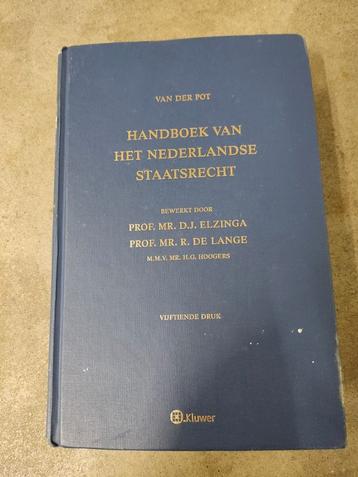 VAN DER POT
HANDBOEK VAN
HET NEDERLANDSE
STAATSRECHT
BEWERKT DOOR
PROF. MR. D.J. ELZINGA
PROF. MR. R. DE LANGE
M.M.V. MR. H.G. HOOGERS
VIJFTIENDE DRUK
Kluwer